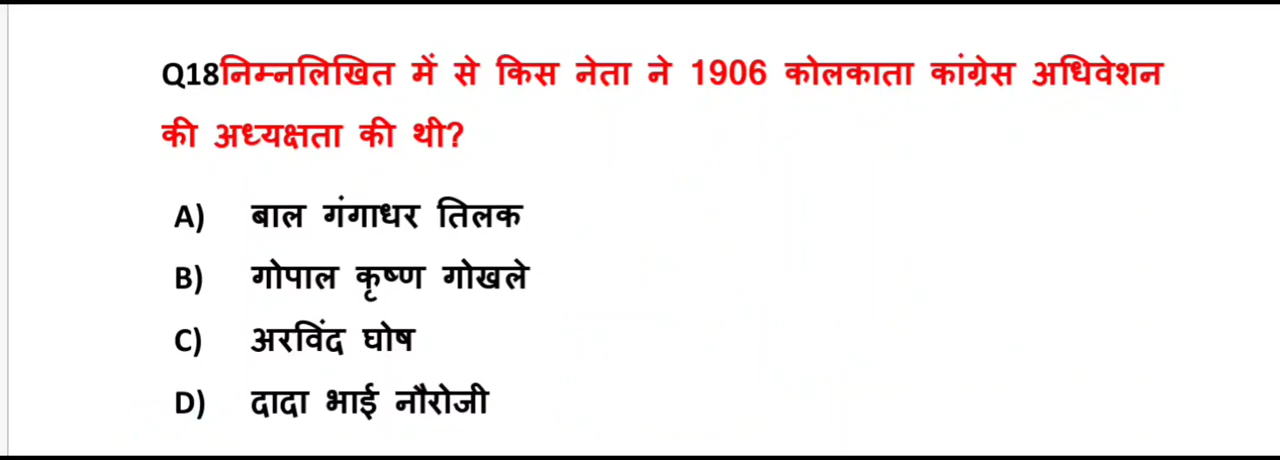 Q18निम्नलिखित में से किस नेता ने 1906 कोलकाता कांग्रेस अधिवेशन
की अध्यक्षता की थी?
A) बाल गंगाधर तिलक
B) गोपाल कृष्ण गोखले
C) अरविंद घोष
D) दादा भाई नौरोजी